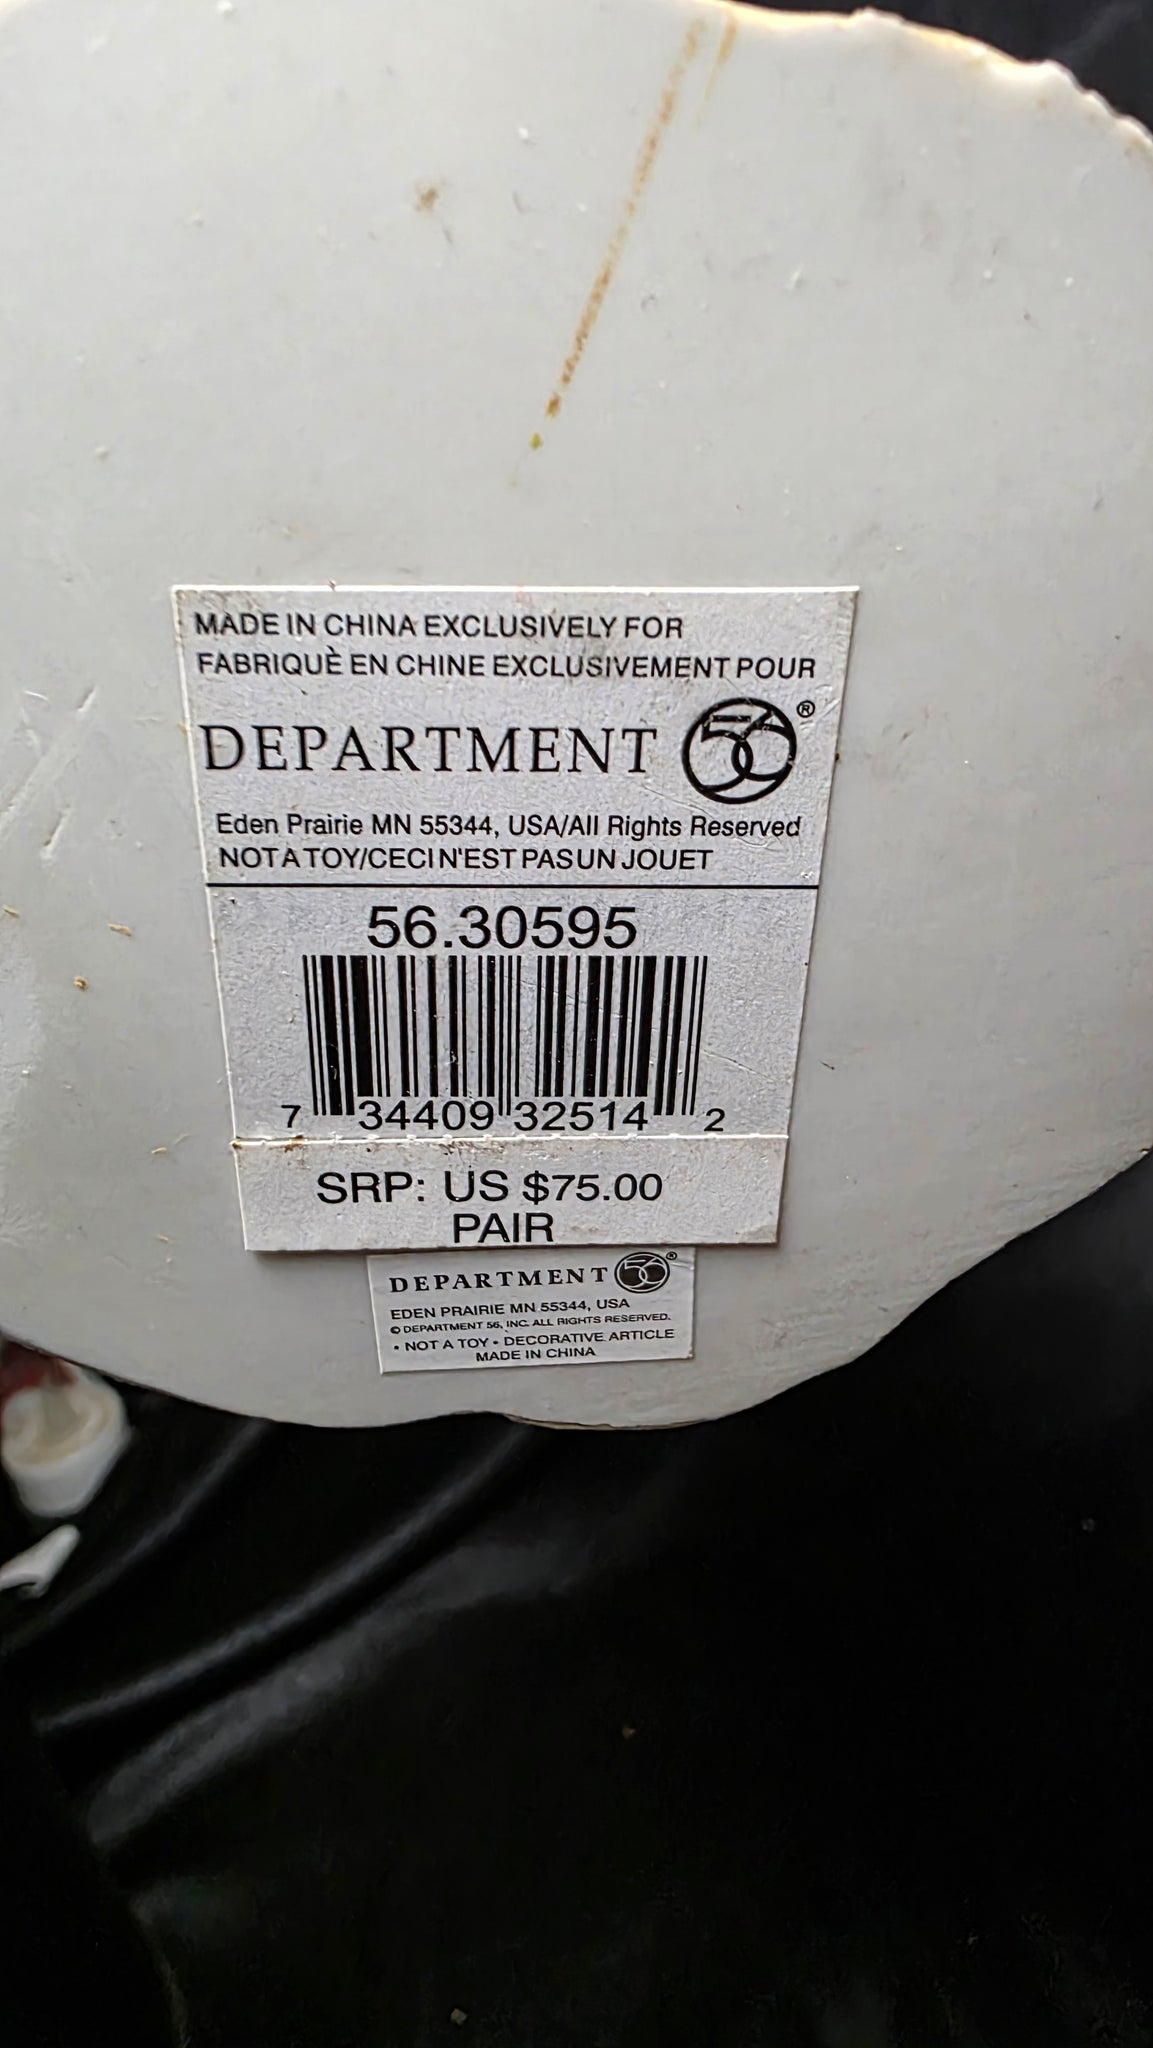 MADE IN CHINA EXCLUSIVELY FOR
FABRIQUÈ EN CHINE EXCLUSIVEMENT POUR
DEPARTMENT 56®
Eden Prairie MN 55344, USA/All Rights Reserved
NOT A TOY/CECI N'EST PAS UN JOUET
56.30595
7 34409 32514 2
SRP: US $75.00
PAIR
DEPARTMENT 56®
EDEN PRAIRIE MN 55344, USA
© DEPARTMENT 56, INC. ALL RIGHTS RESERVED.
• NOT A TOY • DECORATIVE ARTICLE
MADE IN CHINA